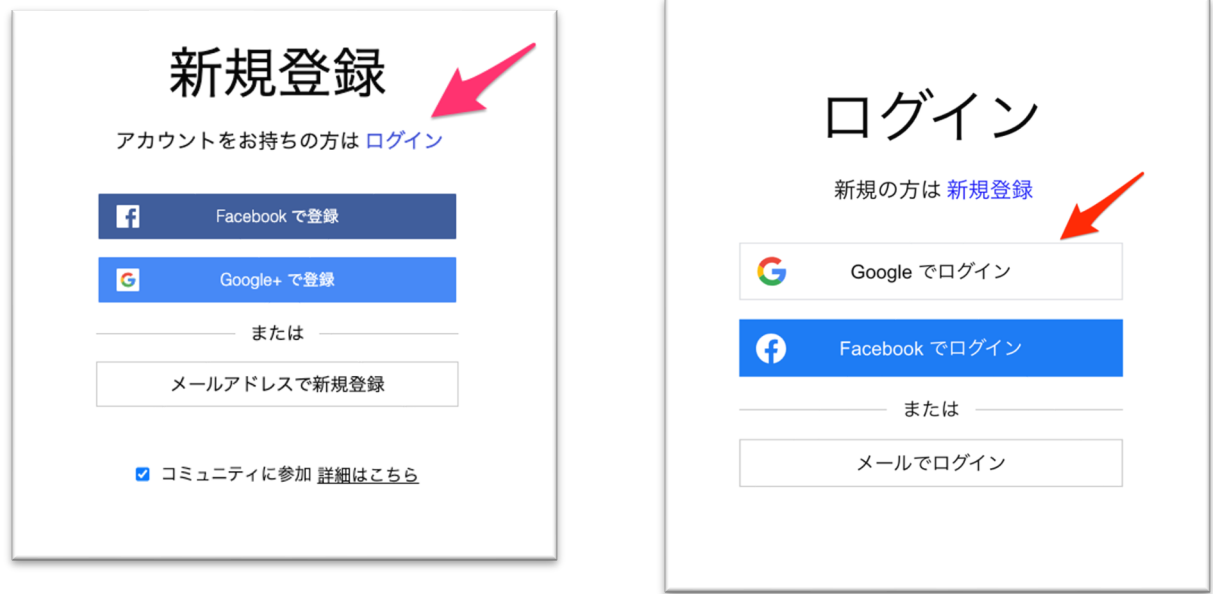 新規登録
アカウントをお持ちの方は ログイン
Facebook で登録
Google+ で登録
または
メールアドレスで新規登録
コミュニティに参加 詳細はこちら
ログイン
新規の方は 新規登録
Google でログイン
Facebook でログイン
または
メールでログイン